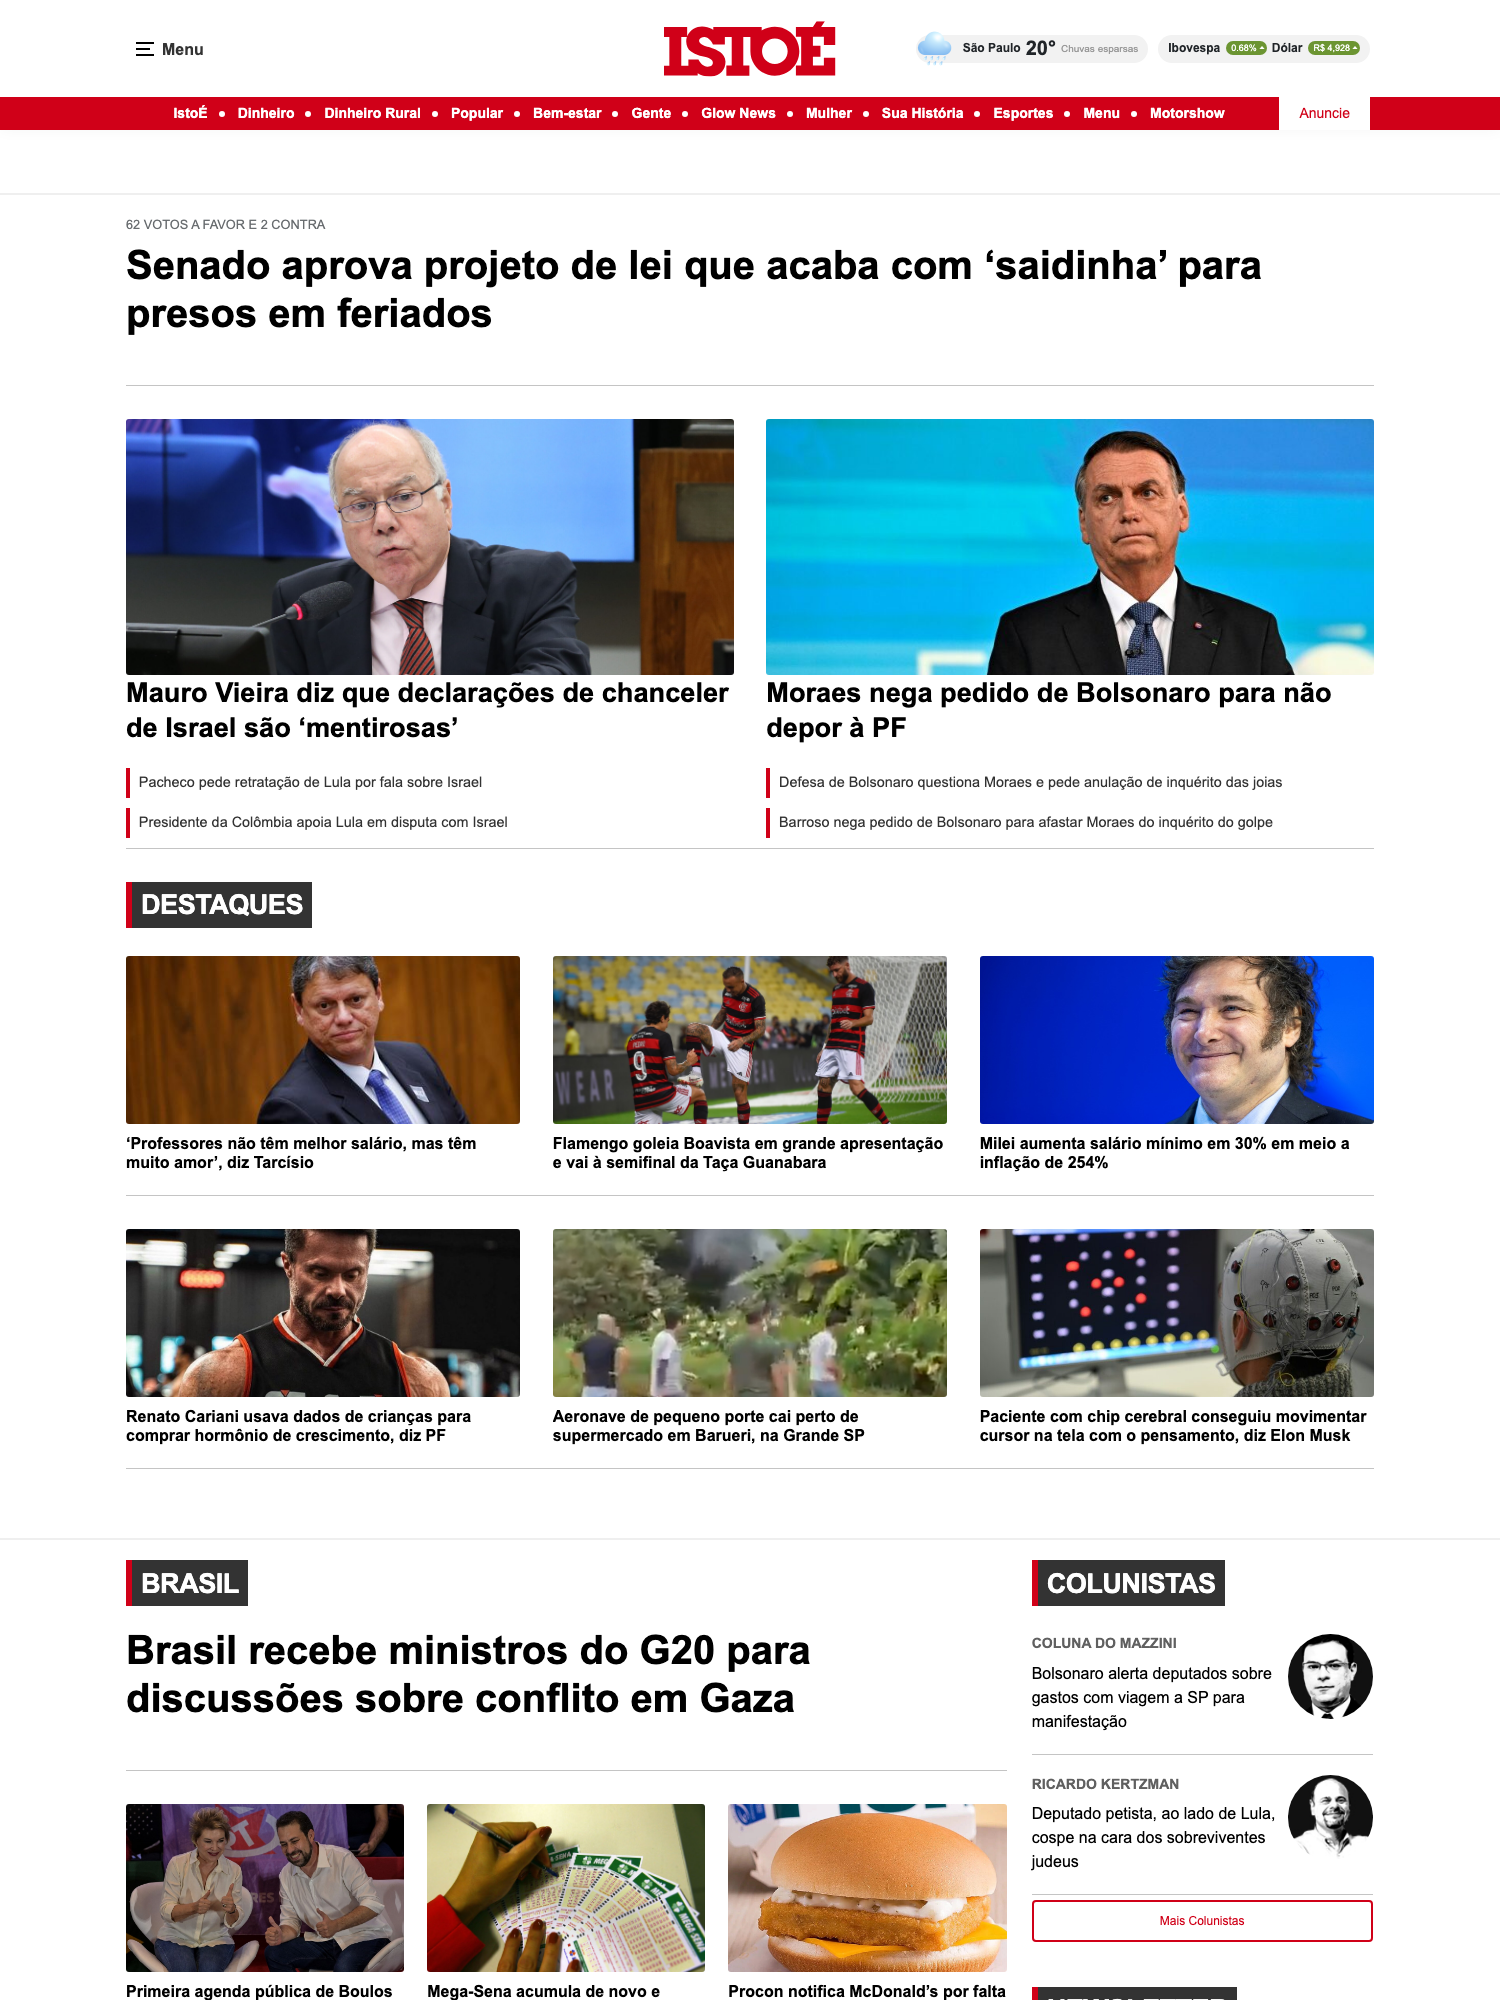 Menu
ISTOÉ
São Paulo 20° Chuvas esparsas
Ibovespa 0.68% Dólar R$ 4,928
IstoÉ • Dinheiro • Dinheiro Rural • Popular • Bem-estar • Gente • Glow News • Mulher • Sua História • Esportes • Menu • Motorshow
Anuncie
62 VOTOS A FAVOR E 2 CONTRA
Senado aprova projeto de lei que acaba com ‘saidinha’ para
presos em feriados
Mauro Vieira diz que declarações de chanceler
de Israel são ‘mentirosas’
Pacheco pede retratação de Lula por fala sobre Israel
Presidente da Colômbia apoia Lula em disputa com Israel
Moraes nega pedido de Bolsonaro para não
depor à PF
Defesa de Bolsonaro questiona Moraes e pede anulação de inquérito das joias
Barroso nega pedido de Bolsonaro para afastar Moraes do inquérito do golpe
DESTAQUES
‘Professores não têm melhor salário, mas têm
muito amor’, diz Tarcísio
WEAR
9
Flamengo goleia Boavista em grande apresentação
e vai à semifinal da Taça Guanabara
Milei aumenta salário mínimo em 30% em meio a
inflação de 254%
Renato Cariani usava dados de crianças para
comprar hormônio de crescimento, diz PF
Aeronave de pequeno porte cai perto de
supermercado em Barueri, na Grande SP
Paciente com chip cerebral conseguiu movimentar
cursor na tela com o pensamento, diz Elon Musk
BRASIL
Brasil recebe ministros do G20 para
discussões sobre conflito em Gaza
Primeira agenda pública de Boulos
MEGA SENA
Mega-Sena acumula de novo e
Procon notifica McDonald’s por falta
COLUNISTAS
COLUNA DO MAZZINI
Bolsonaro alerta deputados sobre
gastos com viagem a SP para
manifestação
RICARDO KERTZMAN
Deputado petista, ao lado de Lula,
cospe na cara dos sobreviventes
judeus
Mais Colunistas